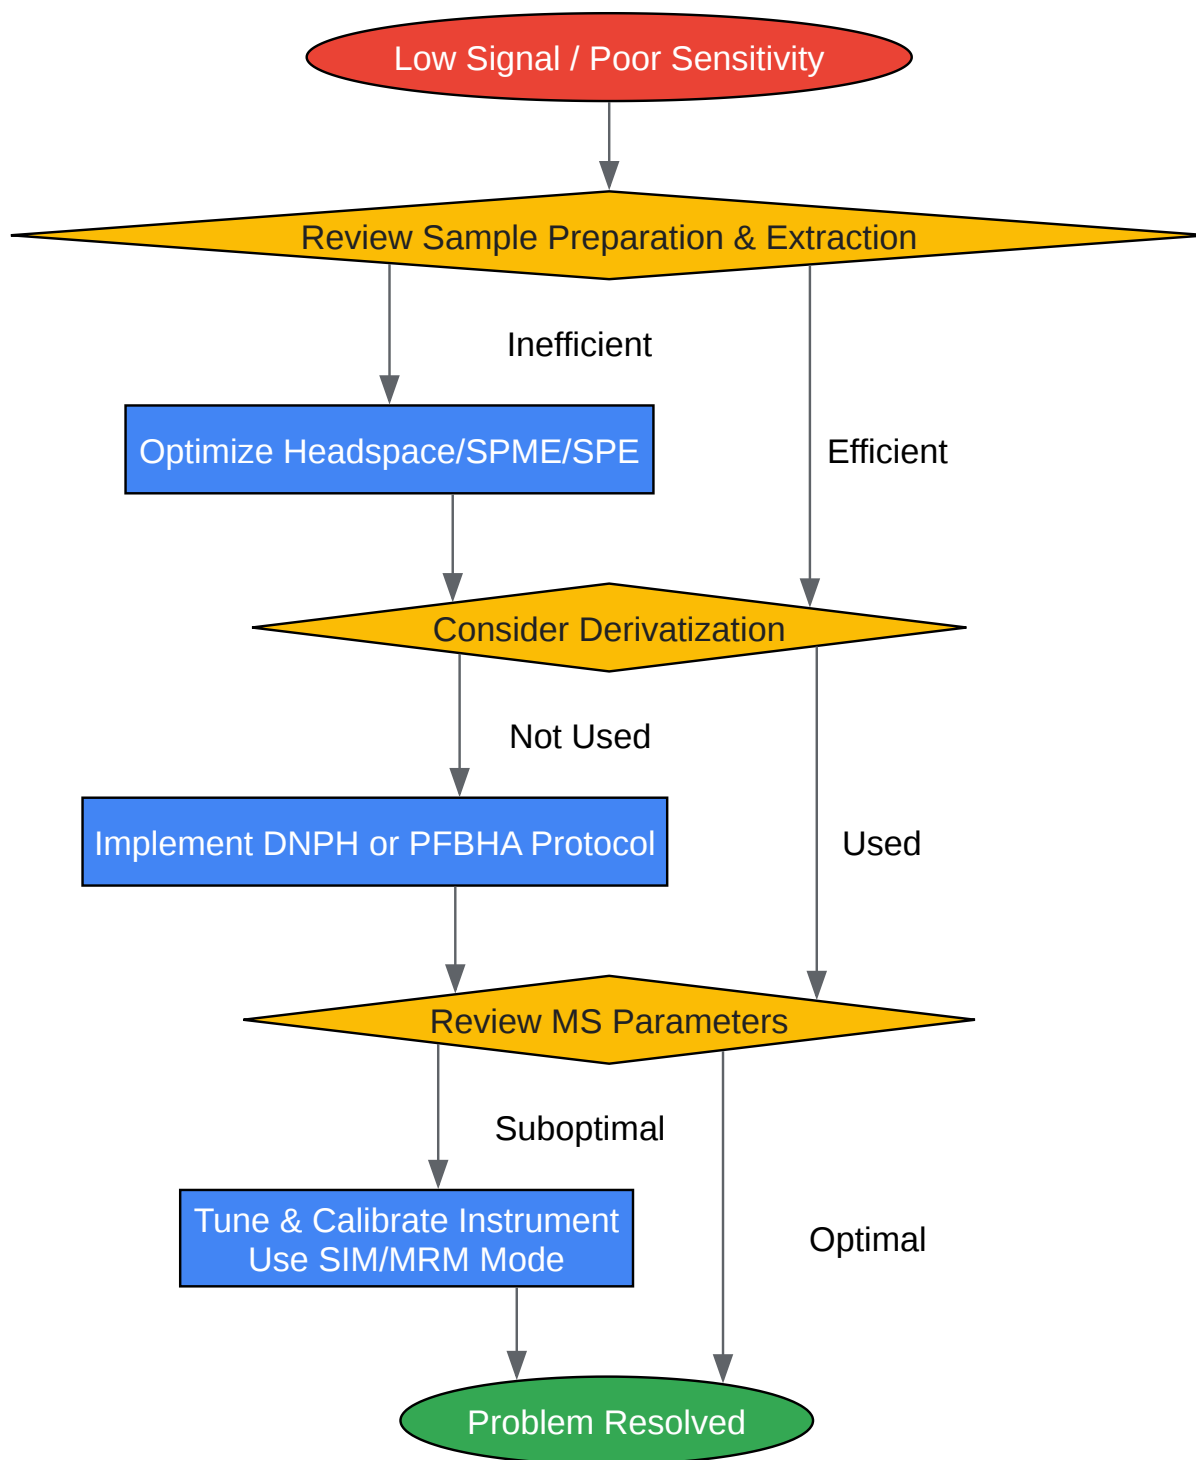 Low Signal / Poor Sensitivity
Review Sample Preparation & Extraction
Inefficient
Optimize Headspace/SPME/SPE
Efficient
Consider Derivatization
Not Used
Implement DNPH or PFBHA Protocol
Used
Review MS Parameters
Suboptimal
Tune & Calibrate Instrument
Use SIM/MRM Mode
Optimal
Problem Resolved